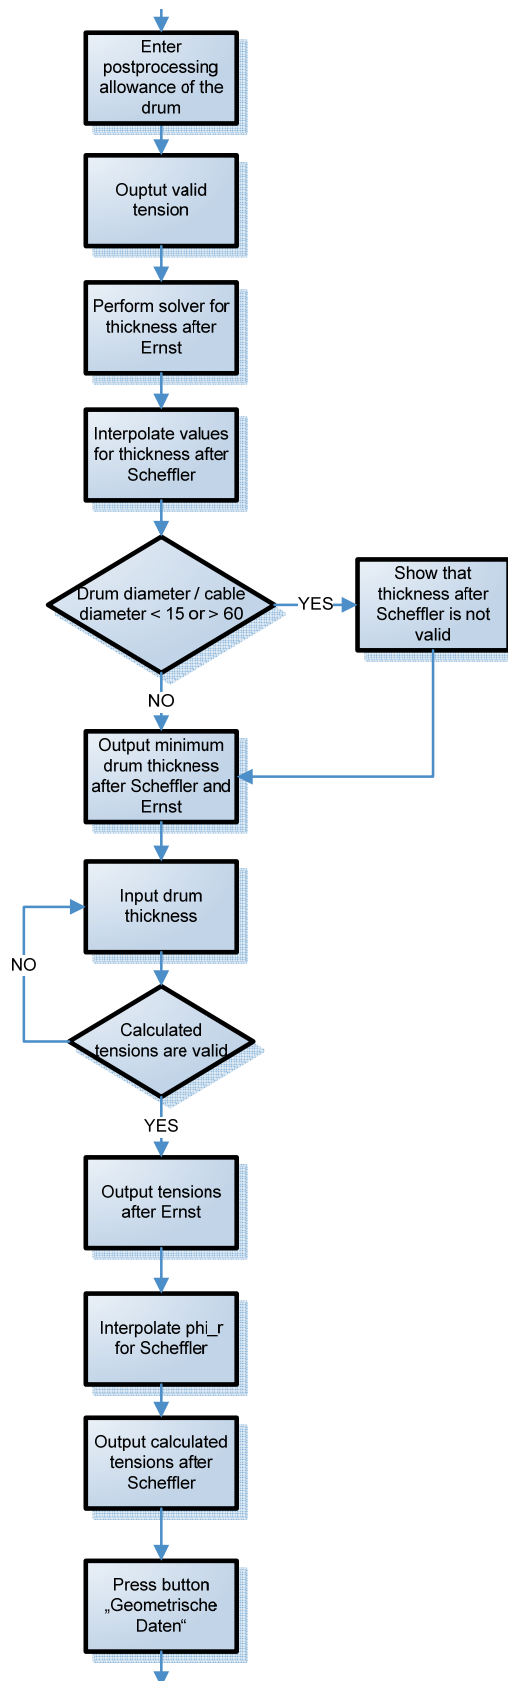 Enter
postprocessing
allowance of the
drum
Ouptut valid
tension
Perform solver for
thickness after
Ernst
Interpolate values
for thickness after
Scheffler
Drum diameter / cable
diameter < 15 or > 60
YES
Show that
thickness after
Scheffler is not
valid
NO
Output minimum
drum thickness
after Scheffler and
Ernst
Input drum
thickness
NO
Calculated
tensions are valid
YES
Output tensions
after Ernst
Interpolate phi_r
for Scheffler
Output calculated
tensions after
Scheffler
Press button
„Geometrische
Daten“